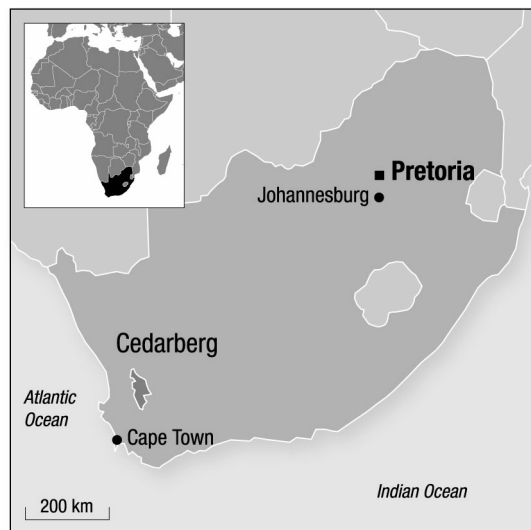 Pretoria
Johannesburg
Cedarberg
Atlantic
Ocean
Cape Town
Indian Ocean
200 km